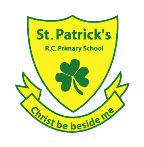 St. Patrick's
R.C. Primary School
Christ be beside me